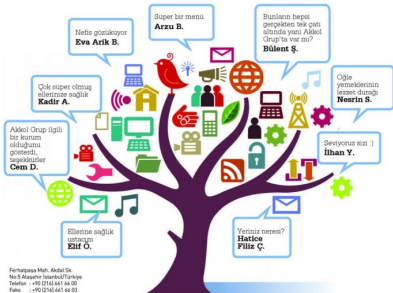 Nefis gözüküyor
Eva Arik B.
Süper bir menü
Arzu B.
Bunların hepsi
gerçekten tek çatı
altında yani Akkol
Grup'ta var mı?
Bülent Ş.
Çok süper olmuş
ellerinize sağlık
Kadir A.
Öğle
yemeklerinin
lezzet durağı
Nesrin S.
Akkol Grup ilgili
bir kurum
olduğunu
gösterdi,
teşekkürler
Cem D.
Seviyoruz sizi :)
İlhan Y.
Ellerine sağlık
ustacım
Elif Ö.
Yeriniz neresi?
Hatice
Filiz Ç.
Ferhatpaşa Mah. Akdal Sk.
No:5 Ataşehir İstanbul/Türkiye
Telefon : +90 (216) 661 66 00
Faks : +90 (216) 661 66 03